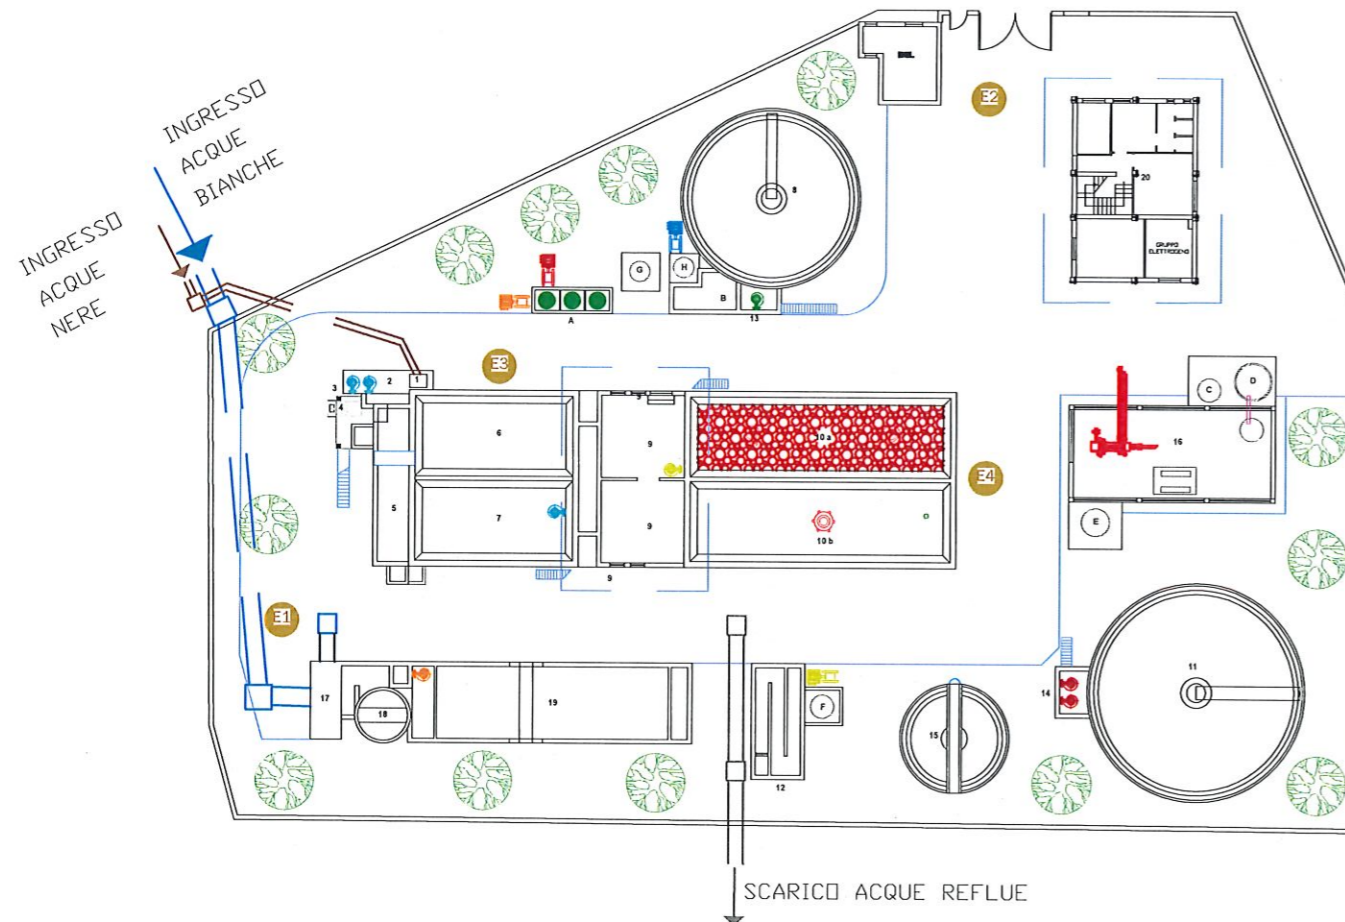 INGRESSO
ACQUE
BIANCHE
INGRESSO
ACQUE
NERE
E2
8
20
GRUPPO
ELETTROGENO
G
H
B
A
13
E3
1
2
3
4
D
C
9
6
9
10 a
16
E4
5
7
9
10 b
E
9
E1
17
18
19
F
12
15
14
11
SCARICO ACQUE REFLUE